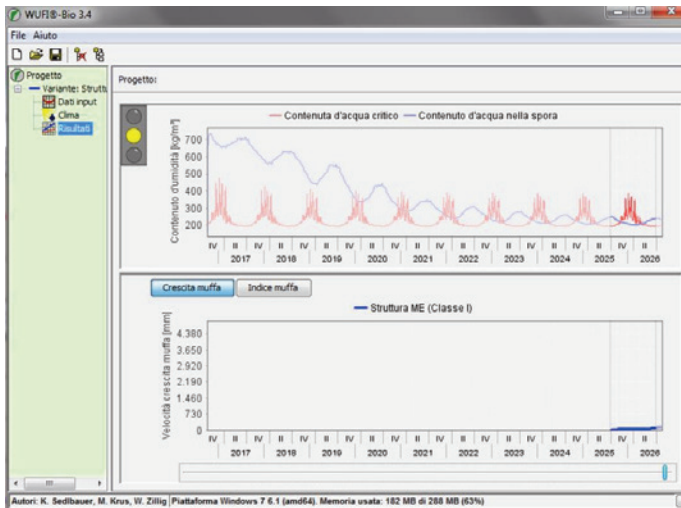 WUFI®-Bio 3.4
File Aiuto
Progetto
Variante: Strutt
Dati input
Clima
Risultati
Progetto:
Contenuta d'acqua critico
Contenuto d'acqua nella spora
Contenuto d'umidità [kg/m³]
700
600
500
400
300
200
IV II IV II IV II IV II IV II IV II IV II IV II IV II IV II
2017 2018 2019 2020 2021 2022 2023 2024 2025 2026
Crescita muffa
Indice muffa
Struttura ME (Classe I)
Velocità crescita muffa [mm]
4.380
3.650
2.920
2.190
1.460
730
0
IV II IV II IV II IV II IV II IV II IV II IV II IV II IV II
2017 2018 2019 2020 2021 2022 2023 2024 2025 2026
Autori: K. Sedlbauer, M. Krus, W. Zillig Piattaforma Windows 7 6.1 (amd64). Memoria usata: 182 MB di 288 MB (63%)